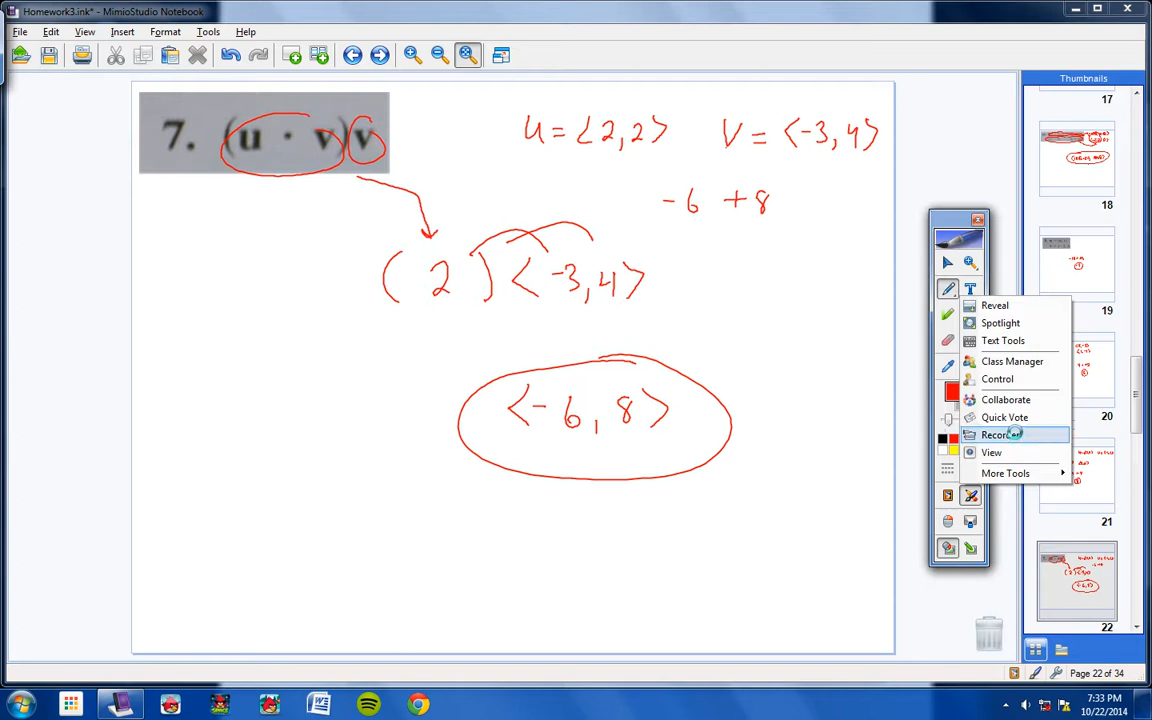 Homework3.ink* - MimioStudio Notebook
File Edit View Insert Format Tools Help
Thumbnails
17
7. (u · v)v
u = <2,2> v = <-3,4>
-6 +8
18
( 2 ) <-3,4>
19
Reveal
Spotlight
Text Tools
Class Manager
Control
Collaborate
Quick Vote
Recorder
View
More Tools
<-6, 8>
20
21
22
Page 22 of 34
7:33 PM
10/22/2014